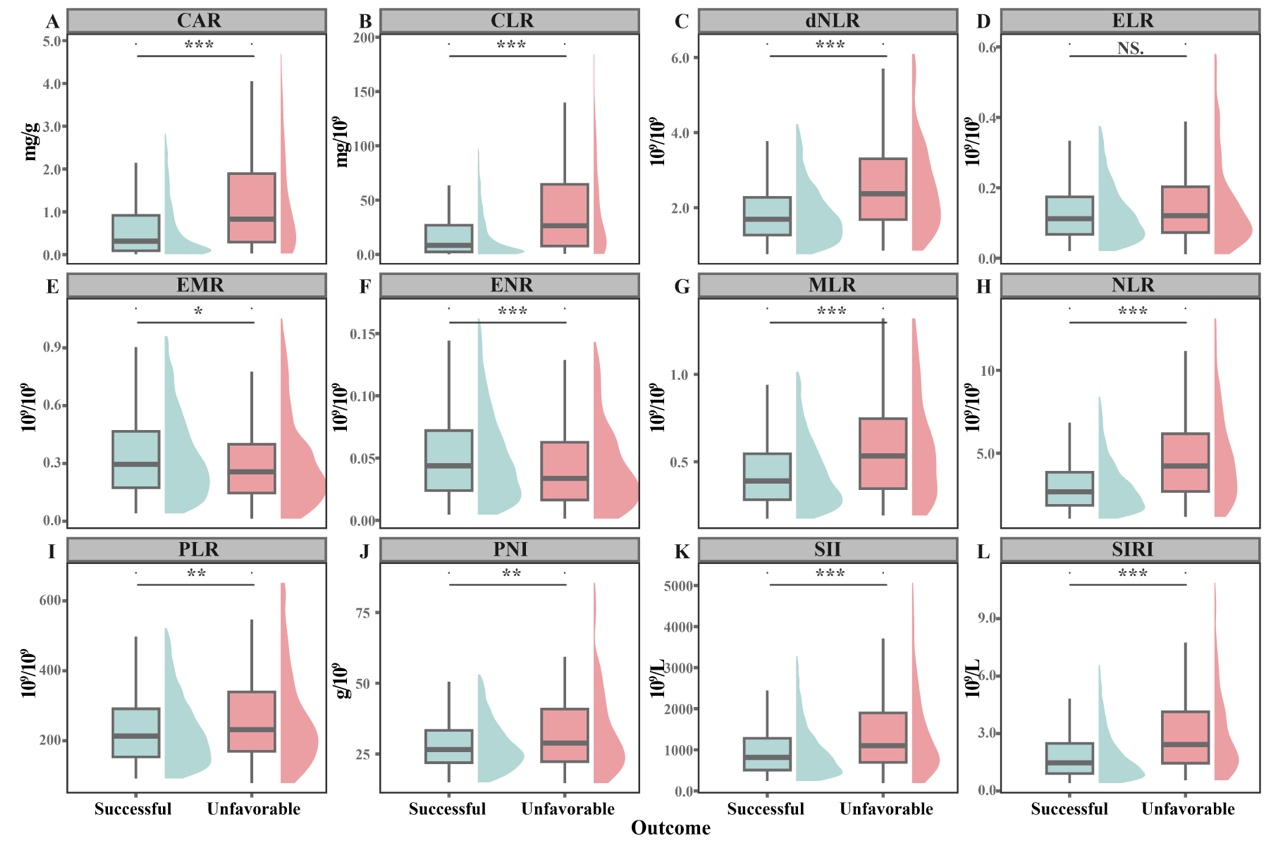 A CAR
B CLR
C dNLR
D ELR
5.0 4.0 3.0 2.0 1.0 0.0
mg/g
***
200 150 100 50 0.0
mg/10⁹
***
6.0 4.0 2.0
10⁹/10⁹
***
0.6 0.4 0.2 0.0
10⁹/10⁹
NS.
E EMR
F ENR
G MLR
H NLR
0.9 0.6 0.3 0.0
10⁹/10⁹
*
0.15 0.10 0.05 0.00
10⁹/10⁹
***
1.0 0.5
10⁹/10⁹
***
10 5.0
10⁹/10⁹
***
I PLR
J PNI
K SII
L SIRI
600 400 200
10⁹/10⁹
**
75 50 25
g/10⁹
**
5000 4000 3000 2000 1000 0.0
10⁹/L
***
9.0 6.0 3.0 0.0
10⁹/L
***
Successful Unfavorable
Successful Unfavorable
Successful Unfavorable
Successful Unfavorable
Outcome